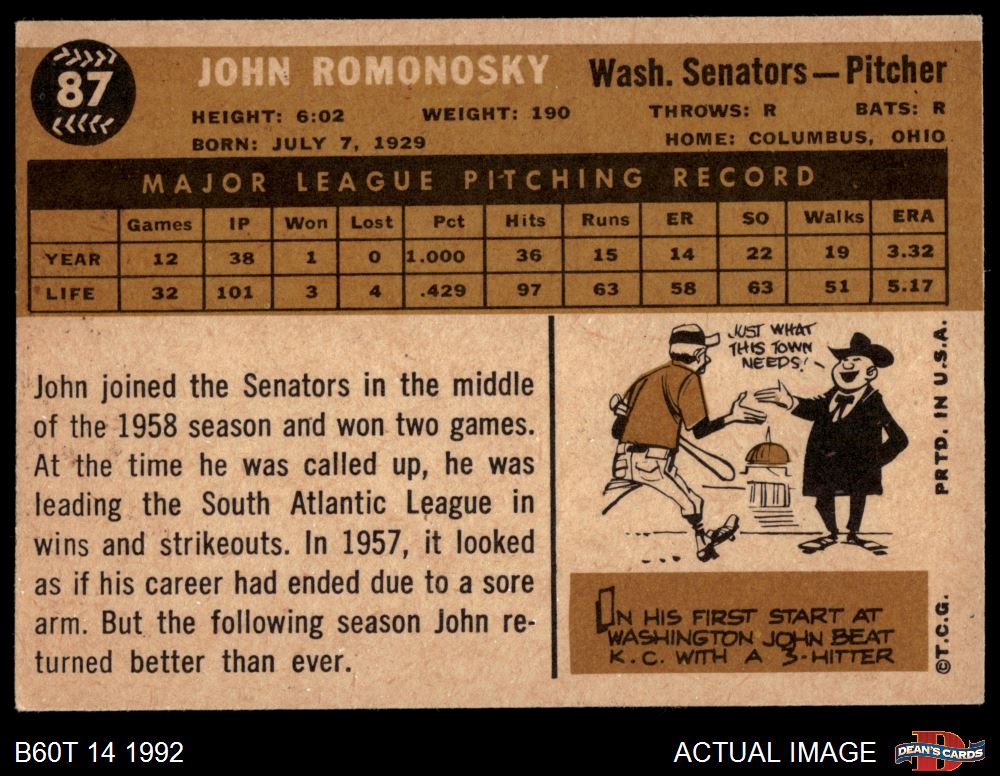 87
JOHN ROMONOSKY Wash. Senators—Pitcher
HEIGHT: 6:02 WEIGHT: 190 THROWS: R BATS: R
BORN: JULY 7, 1929 HOME: COLUMBUS, OHIO
MAJOR LEAGUE PITCHING RECORD
Games IP Won Lost Pct Hits Runs ER SO Walks ERA
YEAR 12 38 1 0 1.000 36 15 14 22 19 3.32
LIFE 32 101 3 4 .429 97 63 58 63 51 5.17
John joined the Senators in the middle
of the 1958 season and won two games.
At the time he was called up, he was
leading the South Atlantic League in
wins and strikeouts. In 1957, it looked
as if his career had ended due to a sore
arm. But the following season John re-
turned better than ever.
JUST WHAT
THIS TOWN
NEEDS!
IN HIS FIRST START AT
WASHINGTON JOHN BEAT
K.C. WITH A 3-HITTER
PRTD. IN U.S.A.
©T.C.G.
B60T 14 1992
ACTUAL IMAGE
DEAN'S CARDS